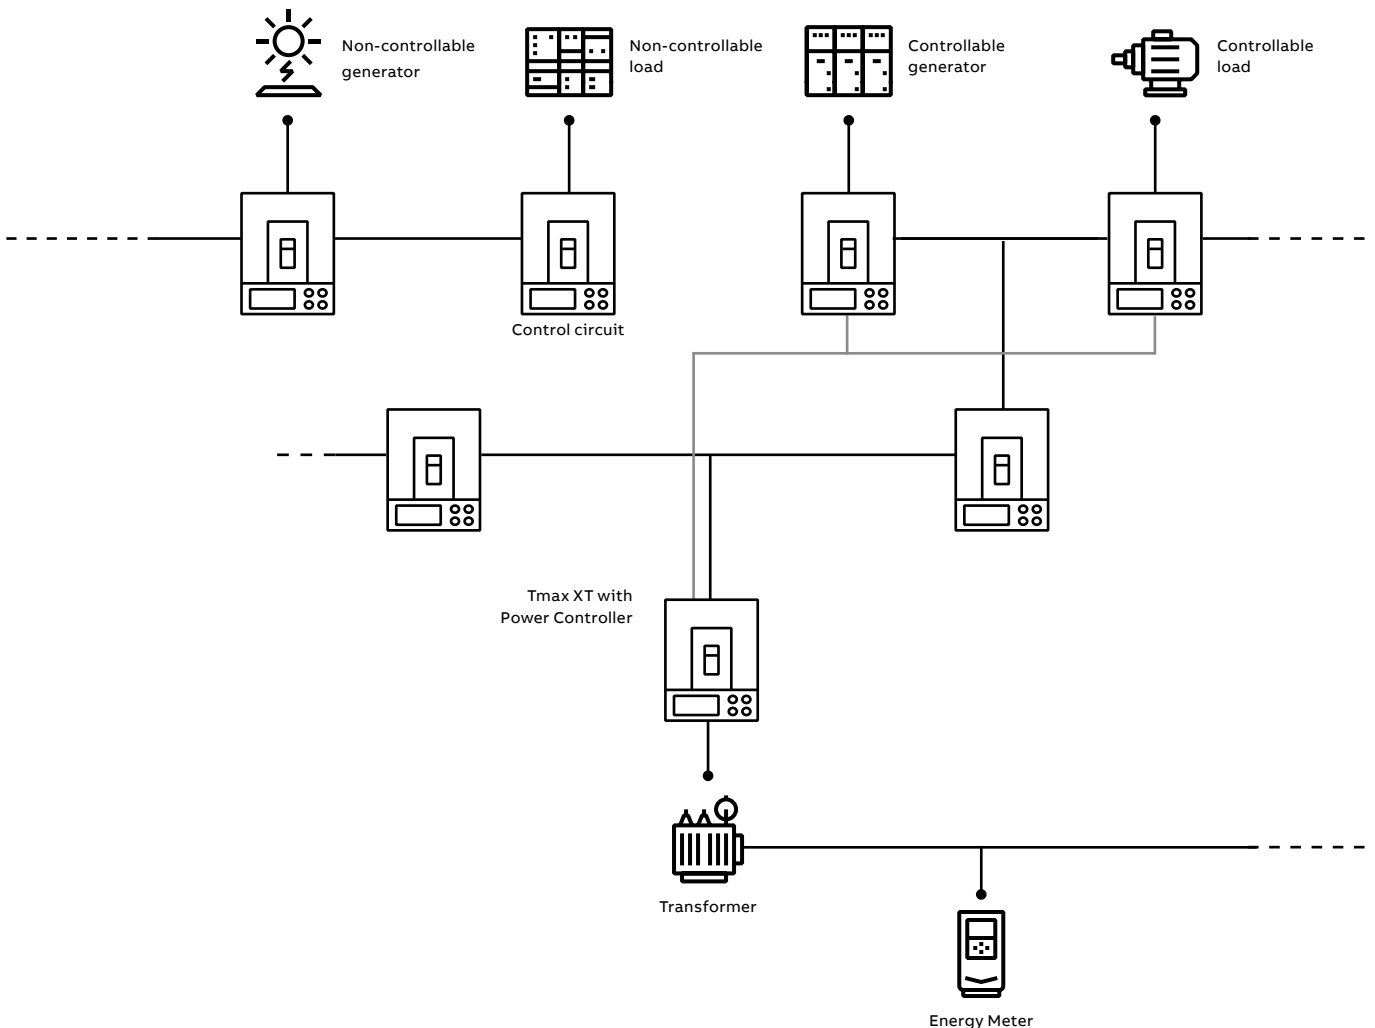 Non-controllable
generator
Non-controllable
load
Controllable
generator
Controllable
load
Control circuit
Tmax XT with
Power Controller
Transformer
Energy Meter